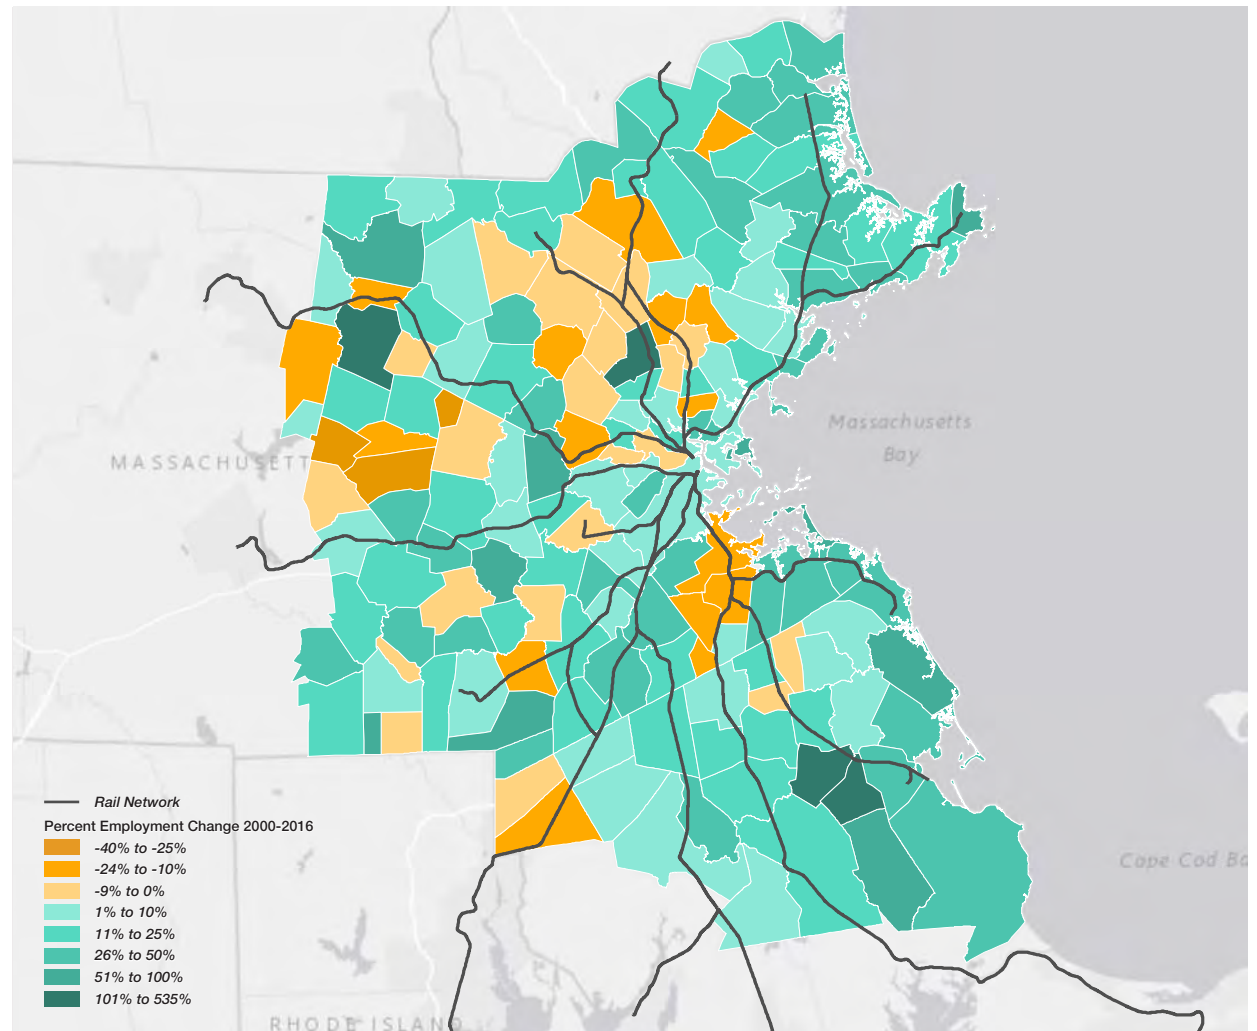 Massachusetts
Bay
MASSACHUSETT
Rail Network
Percent Employment Change 2000-2016
-40% to -25%
-24% to -10%
-9% to 0%
1% to 10%
11% to 25%
26% to 50%
51% to 100%
101% to 535%
Cape Cod Ba
RHODE ISLAND